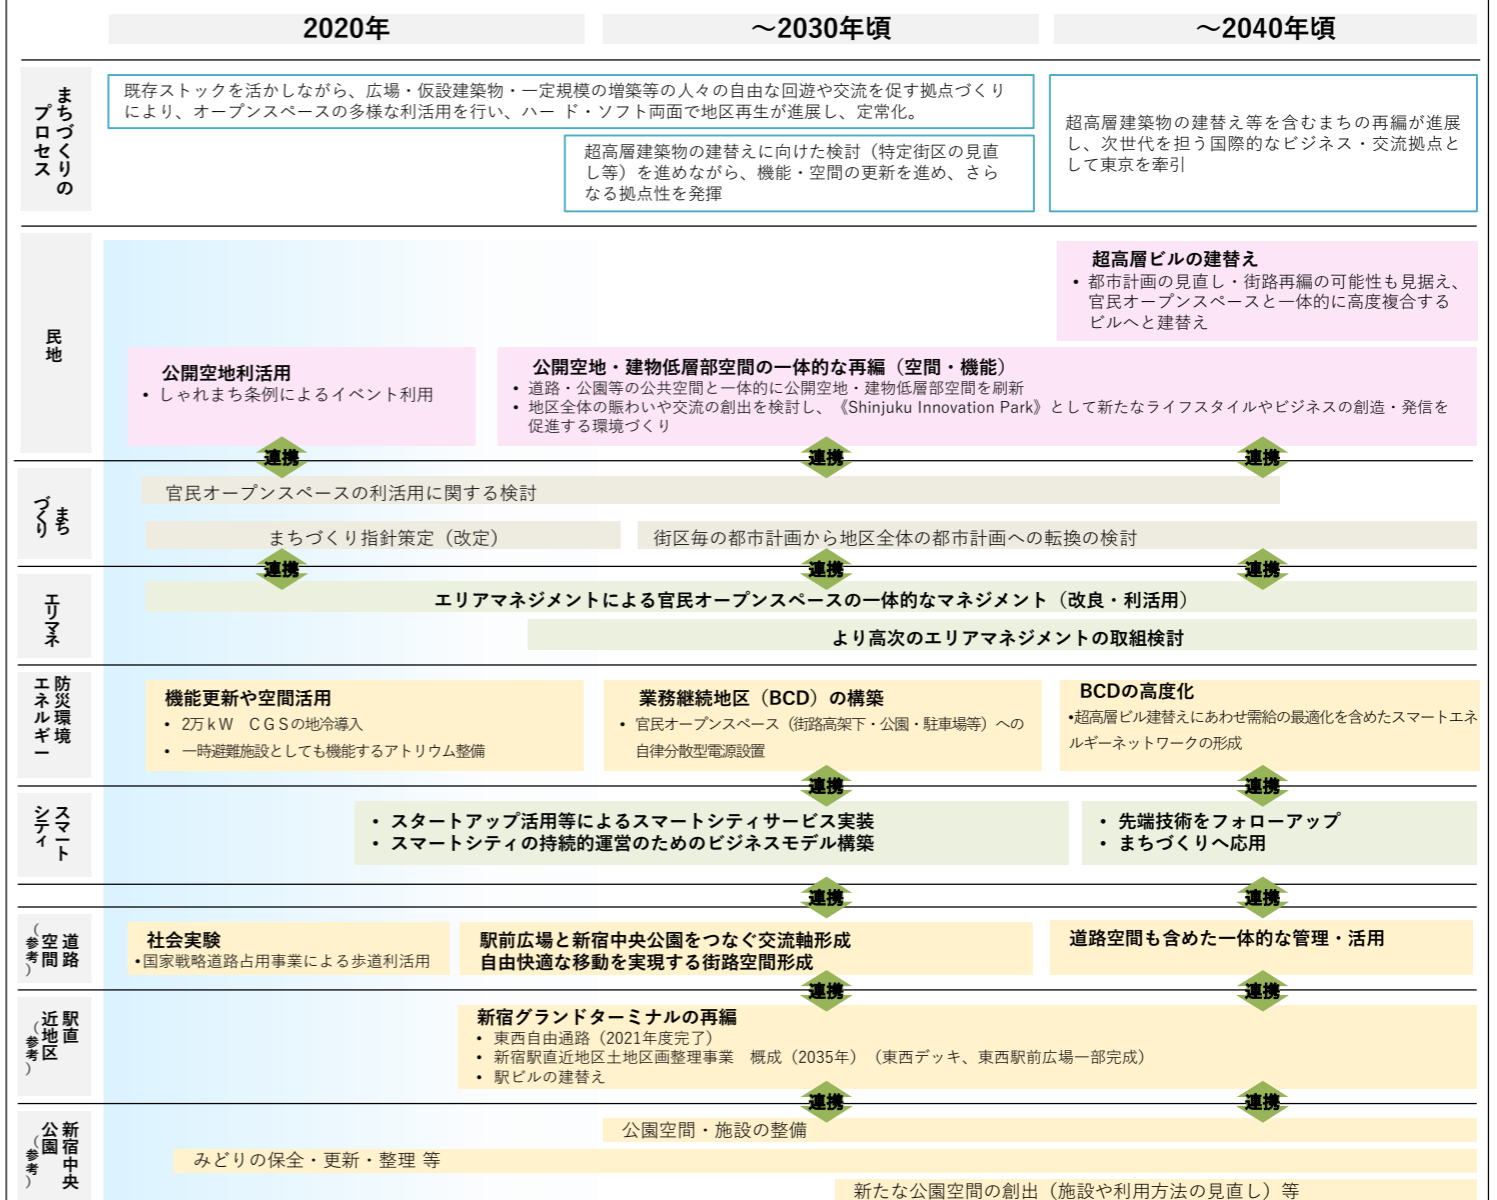 2020年
～2030年頃
～2040年頃
まちづくりの
プロセス
既存ストックを活かしながら、広場・仮設建築物・一定規模の増築等の人々の自由な回遊や交流を促す拠点づくり
により、オープンスペースの多様な利活用を行い、ハー ド・ソフト両面で地区再生が進展し、定常化。
超高層建築物の建替えに向けた検討（特定街区の見直
し等）を進めながら、機能・空間の更新を進め、さら
なる拠点性を発揮
超高層建築物の建替え等を含むまちの再編が進展
し、次世代を担う国際的なビジネス・交流拠点と
して東京を牽引
民地
超高層ビルの建替え
• 都市計画の見直し・街路再編の可能性も見据え、
官民オープンスペースと一体的に高度複合する
ビルへと建替え
公開空地利活用
• しゃれまち条例によるイベント利用
公開空地・建物低層部空間の一体的な再編（空間・機能）
• 道路・公園等の公共空間と一体的に公開空地・建物低層部空間を刷新
• 地区全体の賑わいや交流の創出を検討し、《Shinjuku Innovation Park》として新たなライフスタイルやビジネスの創造・発信を
促進する環境づくり
連携
連携
連携
まち
づくり
官民オープンスペースの利活用に関する検討
まちづくり指針策定（改定）
街区毎の都市計画から地区全体の都市計画への転換の検討
連携
連携
連携
エリマネ
エリアマネジメントによる官民オープンスペースの一体的なマネジメント（改良・利活用）
より高次のエリアマネジメントの取組検討
防災環境
エネルギー
機能更新や空間活用
• 2万ｋＷ　ＣＧＳの地冷導入
• 一時避難施設としても機能するアトリウム整備
業務継続地区（BCD）の構築
• 官民オープンスペース（街路高架下・公園・駐車場等）への
自律分散型電源設置
BCDの高度化
•超高層ビル建替えにあわせ需給の最適化を含めたスマートエネ
ルギーネットワークの形成
連携
連携
スマート
シティ
• スタートアップ活用等によるスマートシティサービス実装
• スマートシティの持続的運営のためのビジネスモデル構築
• 先端技術をフォローアップ
• まちづくりへ応用
連携
連携
道路
空間
（参考）
社会実験
•国家戦略道路占用事業による歩道利活用
駅前広場と新宿中央公園をつなぐ交流軸形成
自由快適な移動を実現する街路空間形成
道路空間も含めた一体的な管理・活用
連携
連携
駅直
近地区
（参考）
新宿グランドターミナルの再編
• 東西自由通路（2021年度完了）
• 新宿駅直近地区土地区画整理事業　概成（2035年）（東西デッキ、東西駅前広場一部完成）
• 駅ビルの建替え
連携
連携
新宿中央
公園
（参考）
公園空間・施設の整備
みどりの保全・更新・整理 等
新たな公園空間の創出（施設や利用方法の見直し）等